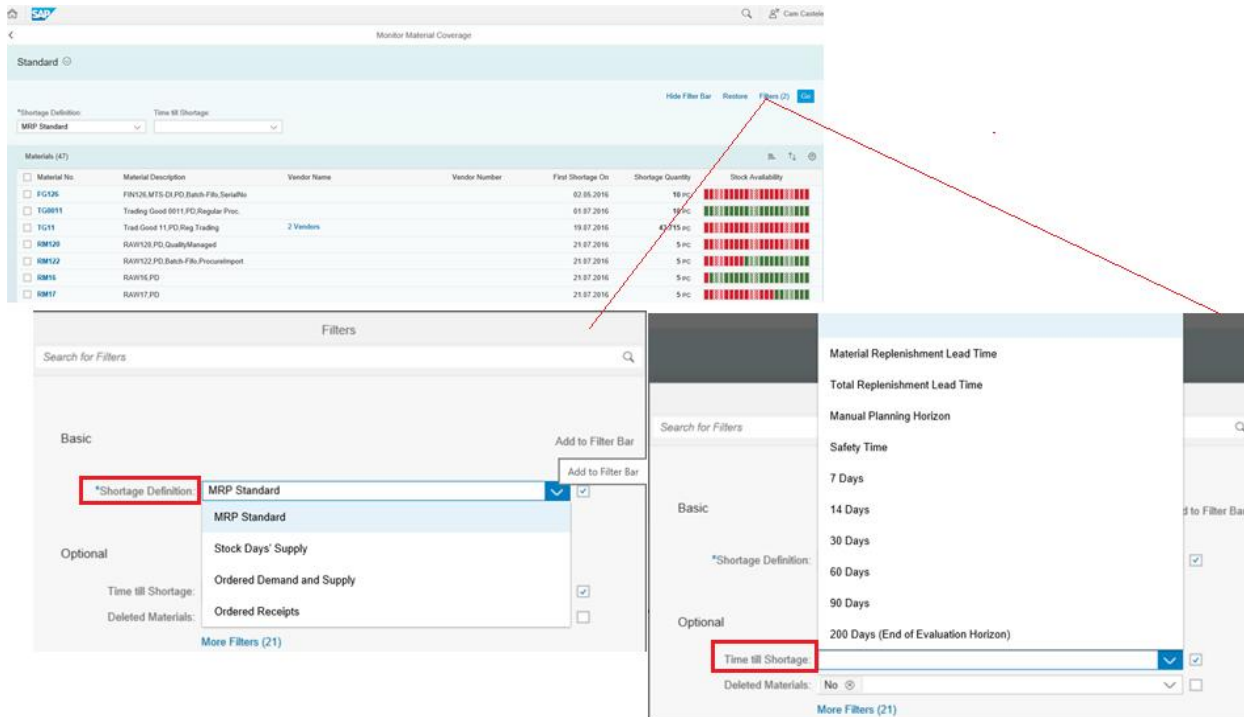 SAP Cam Castele
Monitor Material Coverage
Standard
Hide Filter Bar Restore Filters (2) Go
*Shortage Definition: Time till Shortage:
MRP Standard
Materials (47)
Material No. Material Description Vendor Name Vendor Number First Shortage On Shortage Quantity Stock Availability
FG126 FIN126,MTS-DI,PD,Batch-Fifo,SerialNo 02.05.2016 10 PC
TG0011 Trading Good 0011,PD,Regular Proc. 01.07.2016 10 PC
TG11 Trad.Good 11,PD,Reg.Trading 2 Vendors 19.07.2016 43,715 PC
RM120 RAW120,PD,QualityManaged 21.07.2016 5 PC
RM122 RAW122,PD,Batch-Fifo,ProcureImport 21.07.2016 5 PC
RM16 RAW16,PD 21.07.2016 5 PC
RM17 RAW17,PD 21.07.2016 5 PC
Filters
Search for Filters
Basic
Add to Filter Bar
Add to Filter Bar
*Shortage Definition: MRP Standard
MRP Standard
Stock Days' Supply
Optional
Ordered Demand and Supply
Time till Shortage:
Ordered Receipts
Deleted Materials:
More Filters (21)
Material Replenishment Lead Time
Total Replenishment Lead Time
Manual Planning Horizon
Search for Filters
Safety Time
7 Days
Basic
14 Days
d to Filter Bar
30 Days
*Shortage Definition:
60 Days
90 Days
Optional
200 Days (End of Evaluation Horizon)
Time till Shortage:
Deleted Materials: No
More Filters (21)